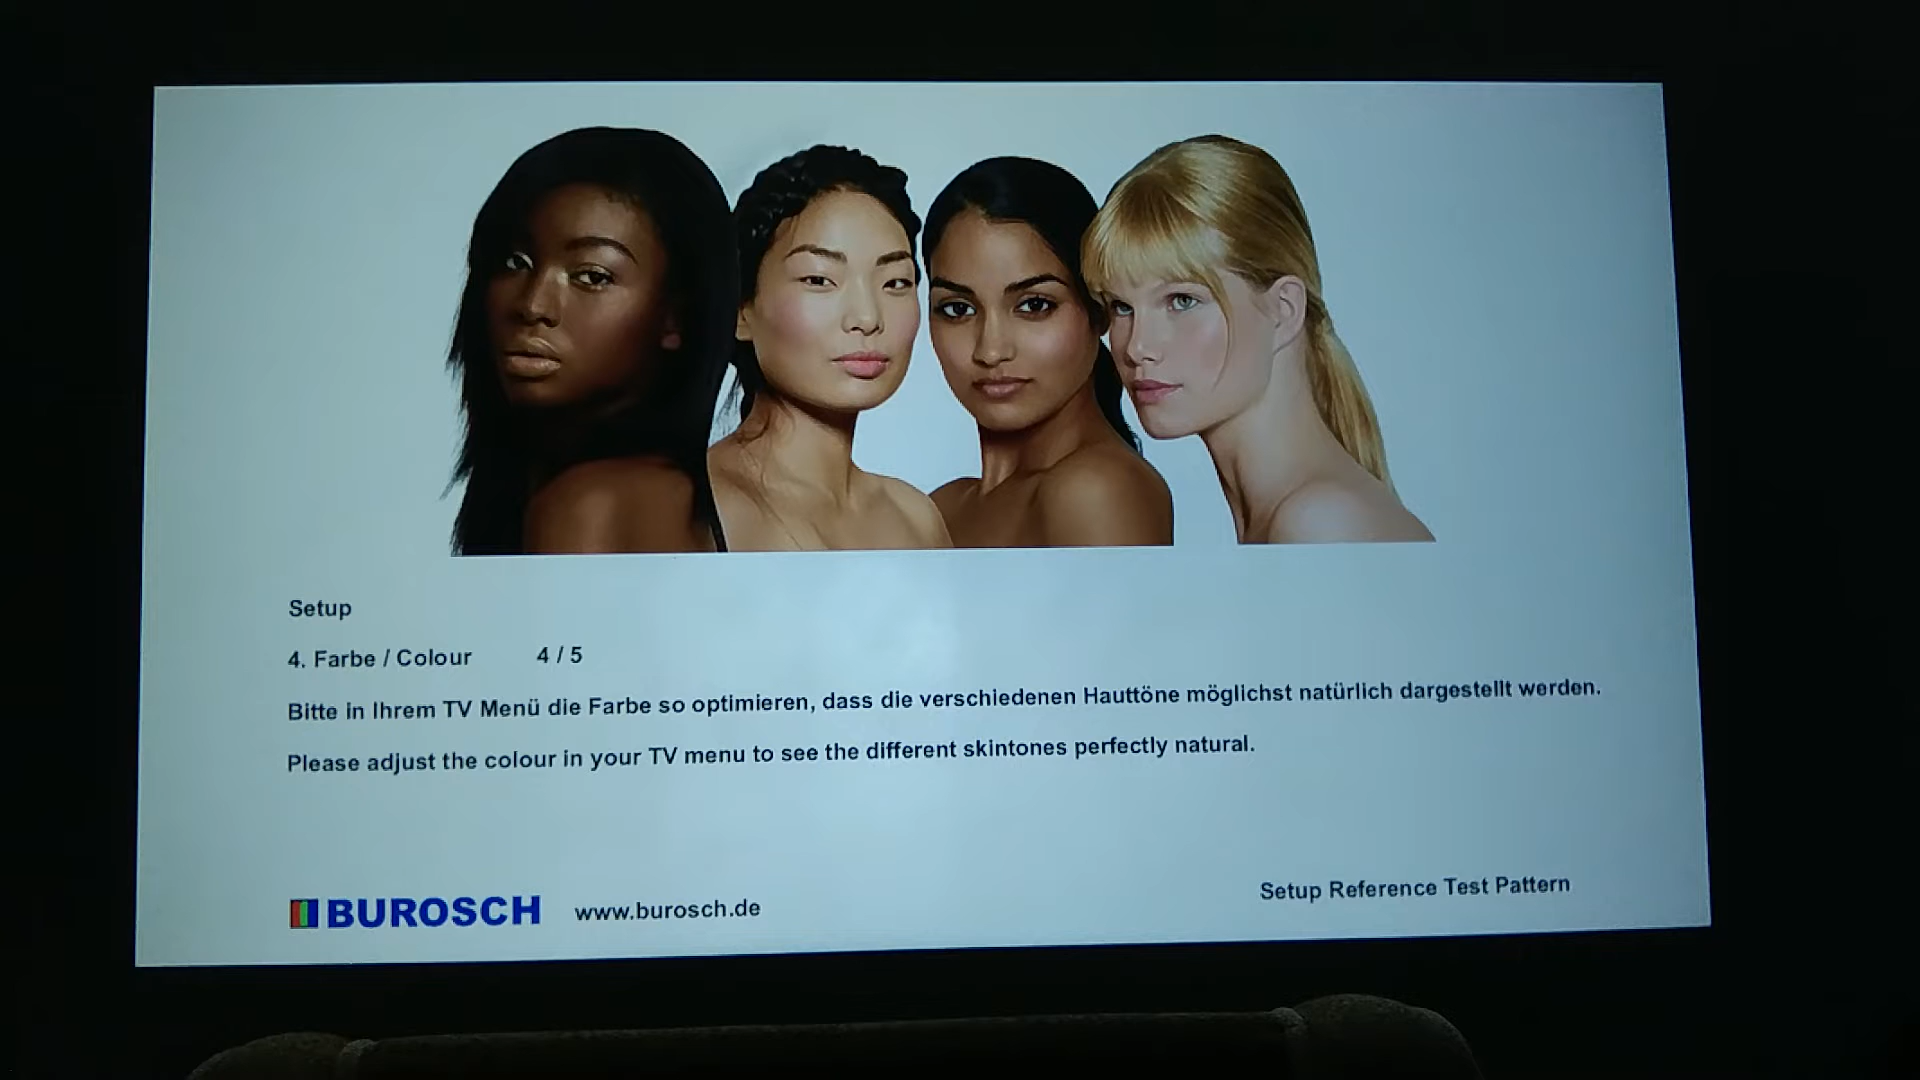 Setup
4. Farbe / Colour 4 / 5
Bitte in Ihrem TV Menü die Farbe so optimieren, dass die verschiedenen Hauttöne möglichst natürlich dargestellt werden.
Please adjust the colour in your TV menu to see the different skintones perfectly natural.
BUROSCH www.burosch.de
Setup Reference Test Pattern